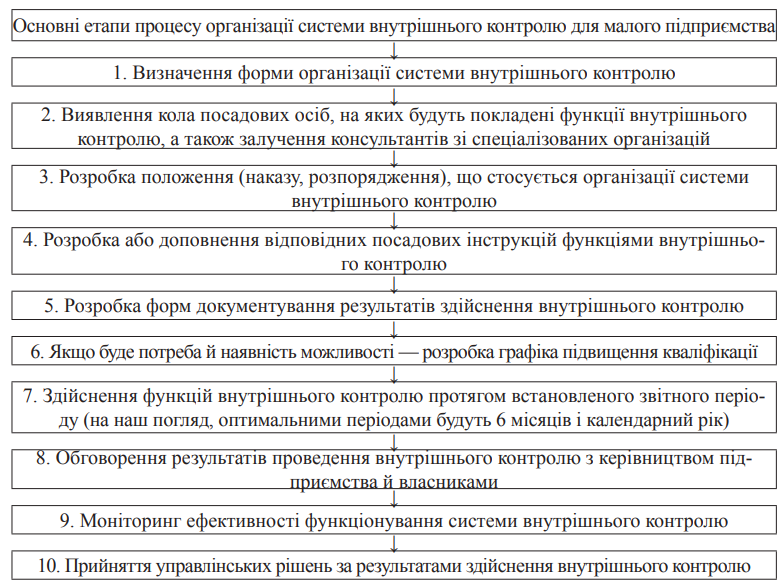 Основні етапи процесу організації системи внутрішнього контролю для малого підприємства
1. Визначення форми організації системи внутрішнього контролю
2. Виявлення кола посадових осіб, на яких будуть покладені функції внутрішнього
контролю, а також залучення консультантів зі спеціалізованих організацій
3. Розробка положення (наказу, розпорядження), що стосується організації системи
внутрішнього контролю
4. Розробка або доповнення відповідних посадових інструкцій функціями внутрішньо-
го контролю
5. Розробка форм документування результатів здійснення внутрішнього контролю
6. Якщо буде потреба й наявність можливості — розробка графіка підвищення кваліфікації
7. Здійснення функцій внутрішнього контролю протягом встановленого звітного періо-
ду (на наш погляд, оптимальними періодами будуть 6 місяців і календарний рік)
8. Обговорення результатів проведення внутрішнього контролю з керівництвом під-
приємства й власниками
9. Моніторинг ефективності функціонування системи внутрішнього контролю
10. Прийняття управлінських рішень за результатами здійснення внутрішнього контролю